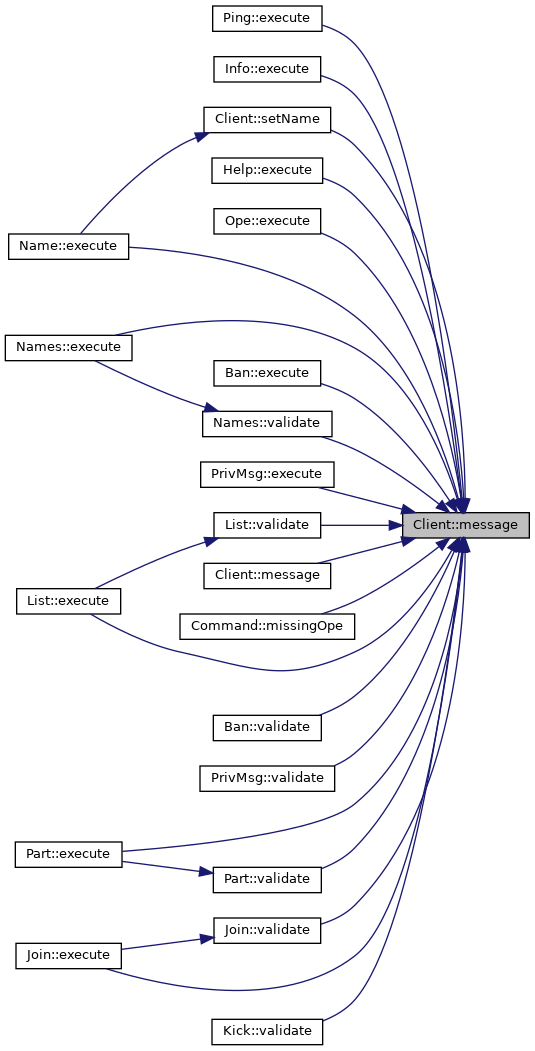 Ping::execute
Info::execute
Client::setName
Help::execute
Ope::execute
Name::execute
Names::execute
Ban::execute
Names::validate
PrivMsg::execute
List::validate
Client::message
Client::message
List::execute
Command::missingOpe
Ban::validate
PrivMsg::validate
Part::execute
Part::validate
Join::validate
Join::execute
Kick::validate